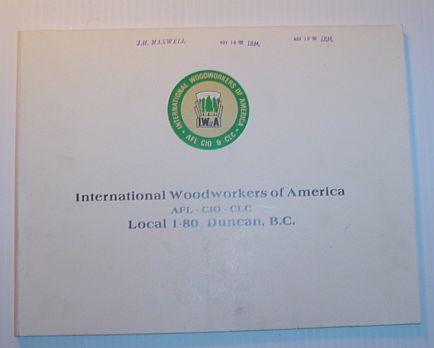 J.H. MAXWELL
INTERNATIONAL WOODWORKERS OF AMERICA
IWA
AFL CIO & CLC
International Woodworkers of America
AFL - CIO - CLC
Local 1-80 Duncan, B.C.